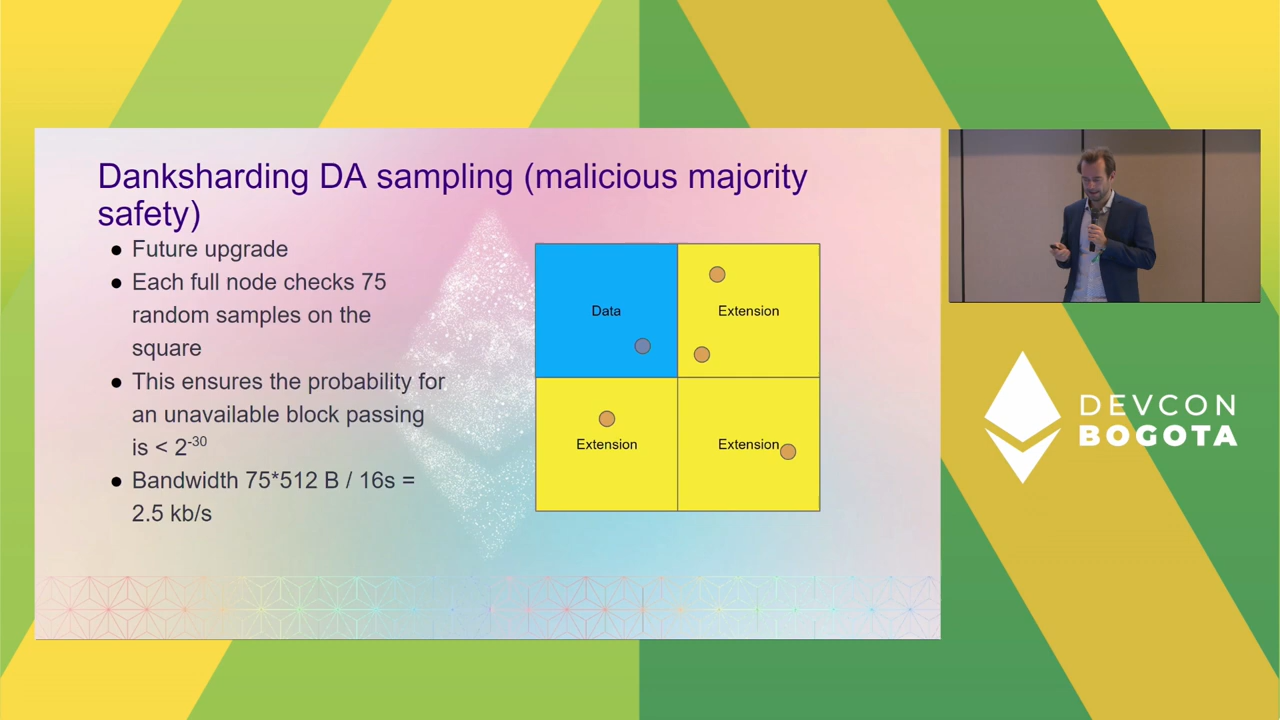 Danksharding DA sampling (malicious majority
safety)
● Future upgrade
● Each full node checks 75
random samples on the
square
● This ensures the probability for
an unavailable block passing
is < 2⁻³⁰
● Bandwidth 75*512 B / 16s =
2.5 kb/s
Data
Extension
Extension
Extension
DEVCON
BOGOTA